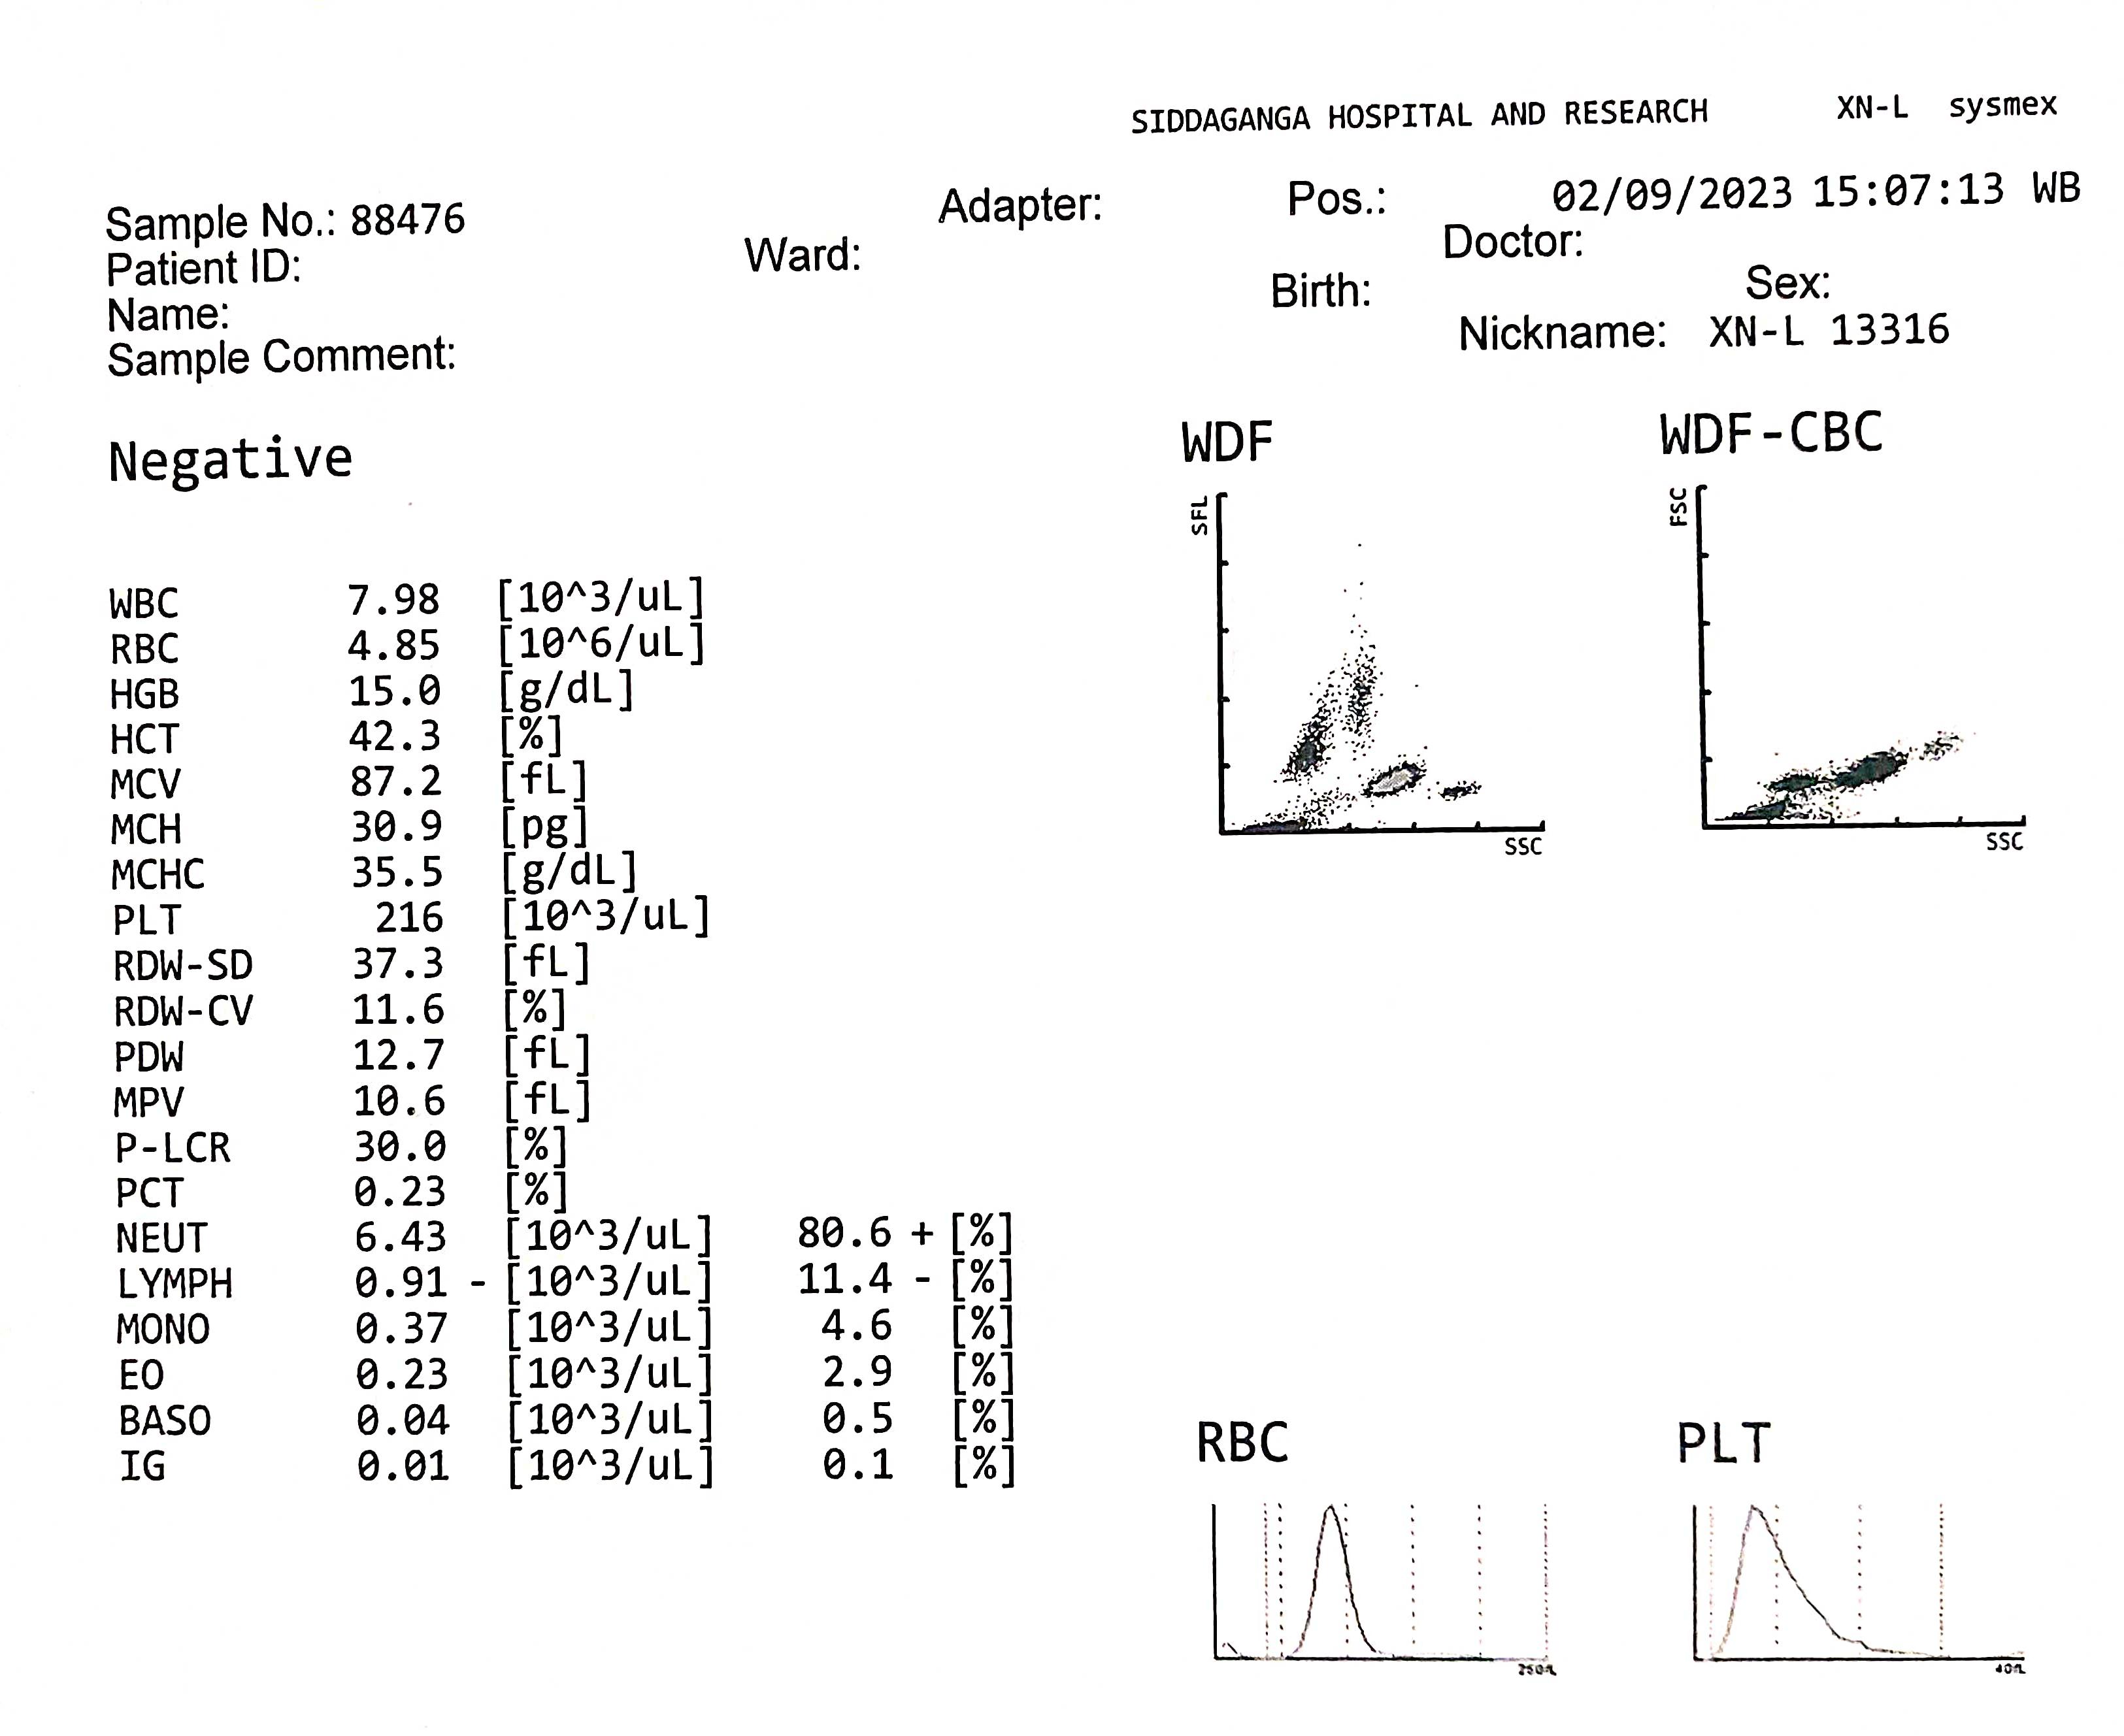 SIDDAGANGA HOSPITAL AND RESEARCH XN-L sysmex
Sample No.: 88476 Adapter: Pos.: 02/09/2023 15:07:13 WB
Patient ID: Ward: Doctor:
Name: Birth: Sex:
Sample Comment: Nickname: XN-L 13316
Negative
WDF WDF-CBC
SFL FSC
SSC SSC
WBC 7.98 [10^3/uL]
RBC 4.85 [10^6/uL]
HGB 15.0 [g/dL]
HCT 42.3 [%]
MCV 87.2 [fL]
MCH 30.9 [pg]
MCHC 35.5 [g/dL]
PLT 216 [10^3/uL]
RDW-SD 37.3 [fL]
RDW-CV 11.6 [%]
PDW 12.7 [fL]
MPV 10.6 [fL]
P-LCR 30.0 [%]
PCT 0.23 [%]
NEUT 6.43 [10^3/uL] 80.6 + [%]
LYMPH 0.91 - [10^3/uL] 11.4 - [%]
MONO 0.37 [10^3/uL] 4.6 [%]
EO 0.23 [10^3/uL] 2.9 [%]
BASO 0.04 [10^3/uL] 0.5 [%]
IG 0.01 [10^3/uL] 0.1 [%]
RBC PLT
250fL 40fL